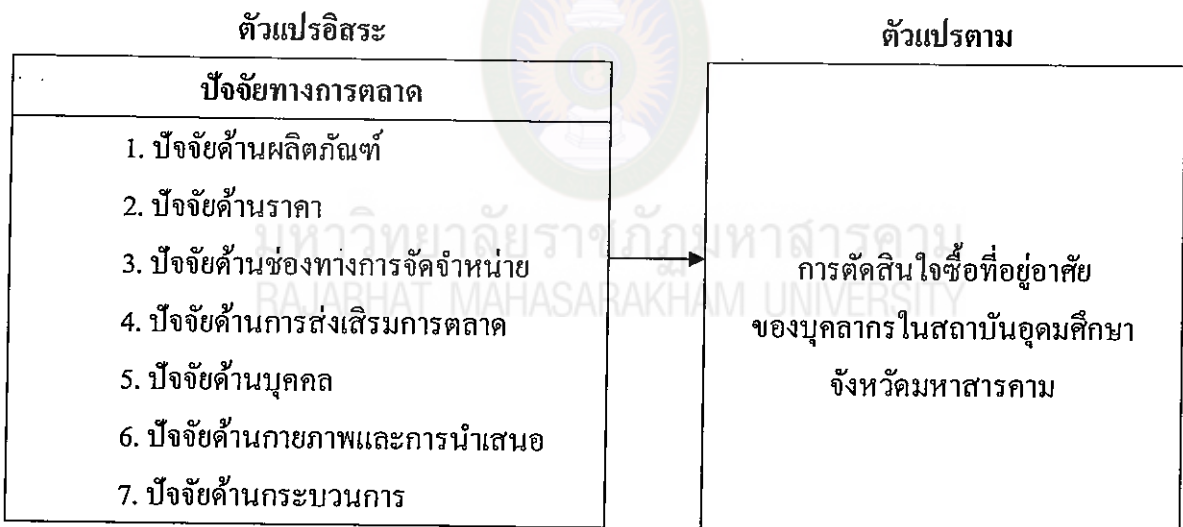 ตัวแปรอิสระ
ปัจจัยทางการตลาด
1. ปัจจัยด้านผลิตภัณฑ์
2. ปัจจัยด้านราคา
3. ปัจจัยด้านช่องทางการจัดจำหน่าย
4. ปัจจัยด้านการส่งเสริมการตลาด
5. ปัจจัยด้านบุคคล
6. ปัจจัยด้านกายภาพและการนำเสนอ
7. ปัจจัยด้านกระบวนการ
ตัวแปรตาม
การตัดสินใจซื้อที่อยู่อาศัย
ของบุคลากรในสถาบันอุดมศึกษา
จังหวัดมหาสารคาม
มหาวิทยาลัยราชภัฏมหาสารคาม
RAJABHAT MAHASARAKHAM UNIVERSITY